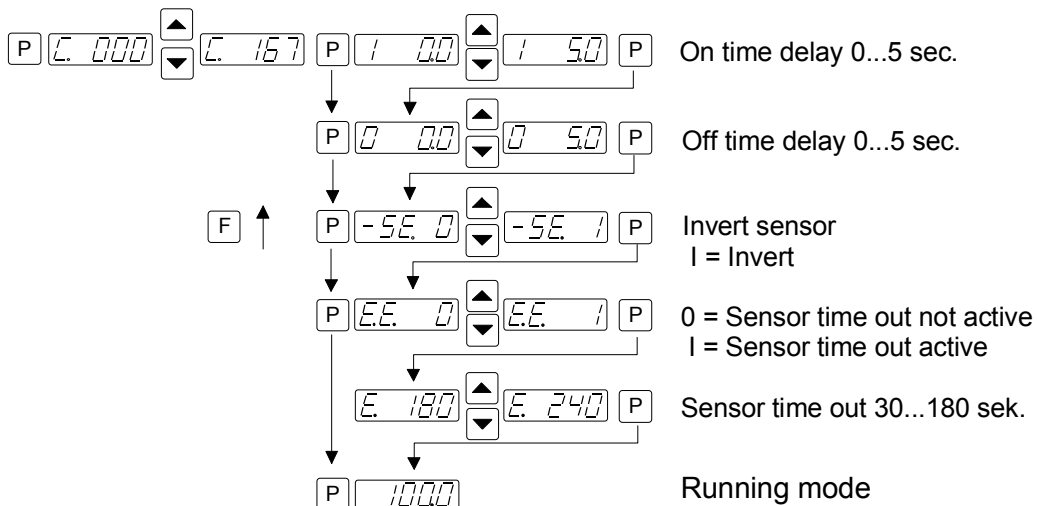 P C. 000 C. 167 P I 0.0 I 5.0 P On time delay 0...5 sec.
P 0 0.0 0 5.0 P Off time delay 0...5 sec.
F P -SE. 0 -SE. 1 P Invert sensor
I = Invert
P E.E. 0 E.E. 1 P 0 = Sensor time out not active
I = Sensor time out active
E. 180 E. 240 P Sensor time out 30...180 sek.
P 100.0 Running mode